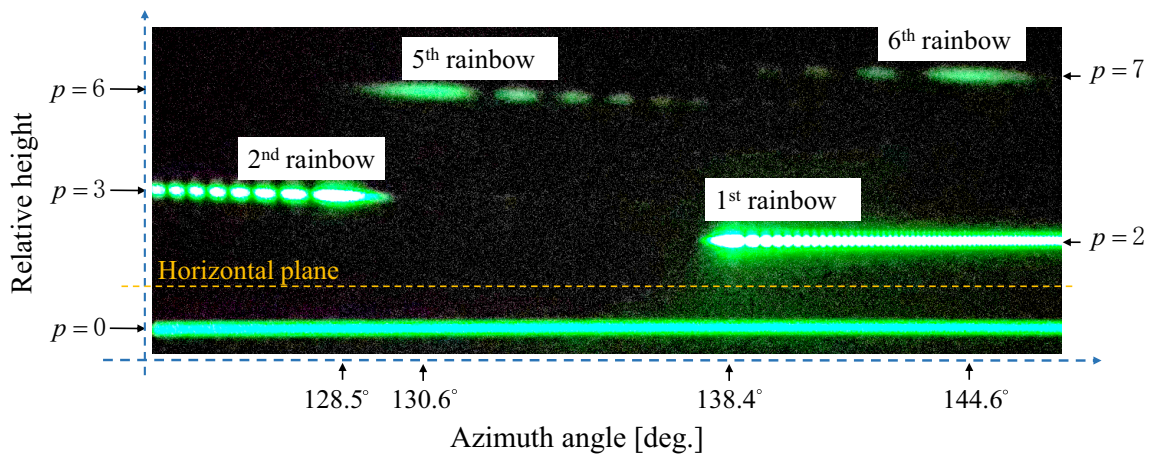 5th rainbow
6th rainbow
p = 7
p = 6
2nd rainbow
p = 3
1st rainbow
p = 2
Horizontal plane
p = 0
Relative height
128.5° 130.6° 138.4° 144.6°
Azimuth angle [deg.]